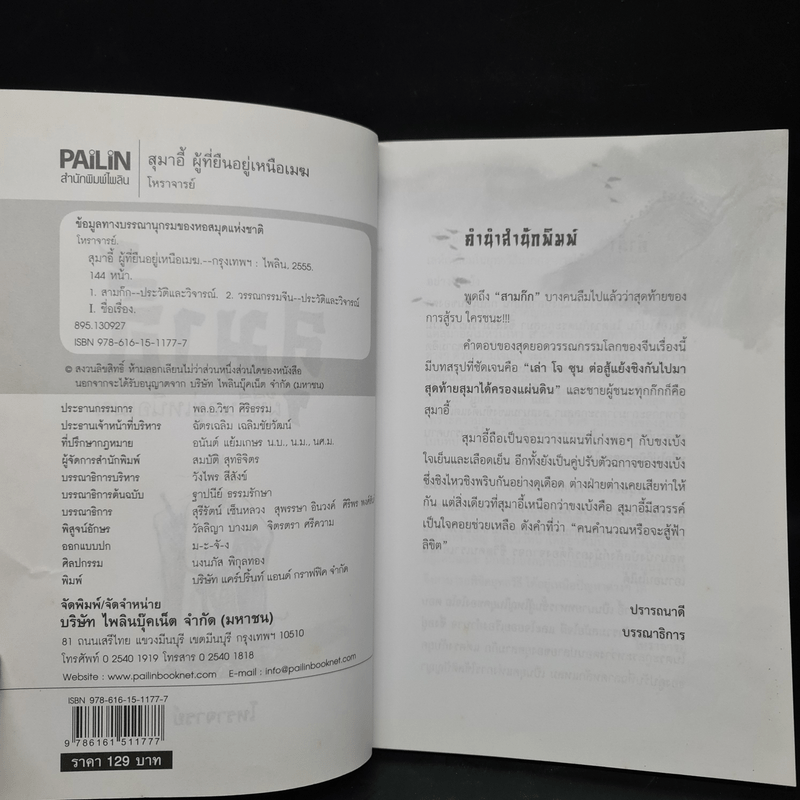 PAiLiN
สำนักพิมพ์ไพลิน
สุมาอี้ ผู้ที่ยืนอยู่เหนือเมฆ
โหราจารย์
ข้อมูลทางบรรณานุกรมของหอสมุดแห่งชาติ
โหราจารย์.
สุมาอี้ ผู้ที่ยืนอยู่เหนือเมฆ.--กรุงเทพฯ : ไพลิน, 2555.
144 หน้า.
1. สามก๊ก--ประวัติและวิจารณ์. 2. วรรณกรรมจีน--ประวัติและวิจารณ์
I. ชื่อเรื่อง.
895.130927
ISBN 978-616-15-1177-7
© สงวนลิขสิทธิ์ ห้ามลอกเลียนไม่ว่าส่วนหนึ่งส่วนใดของหนังสือ
นอกจากจะได้รับอนุญาตจาก บริษัท ไพลินบุ๊คเน็ต จำกัด (มหาชน)
ประธานกรรมการ พล.อ.วิชา ศิริธรรม
ประธานเจ้าหน้าที่บริหาร ฉัตรเฉลิม เฉลิมชัยวัฒน์
ที่ปรึกษากฎหมาย อนันต์ แย้มเกษร น.บ., น.ม., นศ.ม.
ผู้จัดการสำนักพิมพ์ สมบัติ สุทธิจิตร
บรรณาธิการบริหาร วังไพร สีสังข์
บรรณาธิการต้นฉบับ ฐาปนีย์ ธรรมรักษา
บรรณาธิการ สุรีรัตน์ เซ็นหลวง สุพรรษา อินวงค์ ศิริพร
พิสูจน์อักษร วัลลิญา บางมด จิตรตรา ศรีความ
ออกแบบปก ม-ะ-จั-ง
ศิลปกรรม นงนภัส พิกุลทอง
พิมพ์ บริษัท แคร์ปริ้นท์ แอนด์ กราฟฟิค จำกัด
จัดพิมพ์/จัดจำหน่าย
บริษัท ไพลินบุ๊คเน็ต จำกัด (มหาชน)
81 ถนนเสรีไทย แขวงมีนบุรี เขตมีนบุรี กรุงเทพฯ 10510
โทรศัพท์ 0 2540 1919 โทรสาร 0 2540 1818
Website : www.pailinbooknet.com E-mail : info@pailinbooknet.com
ISBN 978-616-15-1177-7
9 786161 511777
ราคา 129 บาท
คำนำสำนักพิมพ์
พูดถึง “สามก๊ก” บางคนลืมไปแล้วว่าสุดท้ายของ
การสู้รบ ใครชนะ!!!
คำตอบของสุดยอดวรรณกรรมโลกของจีนเรื่องนี้
มีบทสรุปที่ชัดเจนคือ “เล่า โจ ซุน ต่อสู้แย้งชิงกันไปมา
สุดท้ายสุมาได้ครองแผ่นดิน” และชายผู้ชนะทุกก๊กก็คือ
สุมาอี้
สุมาอี้ถือเป็นจอมวางแผนที่เก่งพอๆ กับขงเบ้ง
ใจเย็นและเลือดเย็น อีกทั้งยังเป็นคู่ปรับตัวฉกาจของขงเบ้ง
ซึ่งชิงไหวชิงพริบกันอย่างดุเดือด ต่างฝ่ายต่างเคยเสียท่าให้
กัน แต่สิ่งเดียวที่สุมาอี้เหนือกว่าขงเบ้งคือ สุมาอี้มีสวรรค์
เป็นใจคอยช่วยเหลือ ดังคำที่ว่า “คนคำนวณหรือจะสู้ฟ้า
ลิขิต”
ปรารถนาดี
บรรณาธิการ